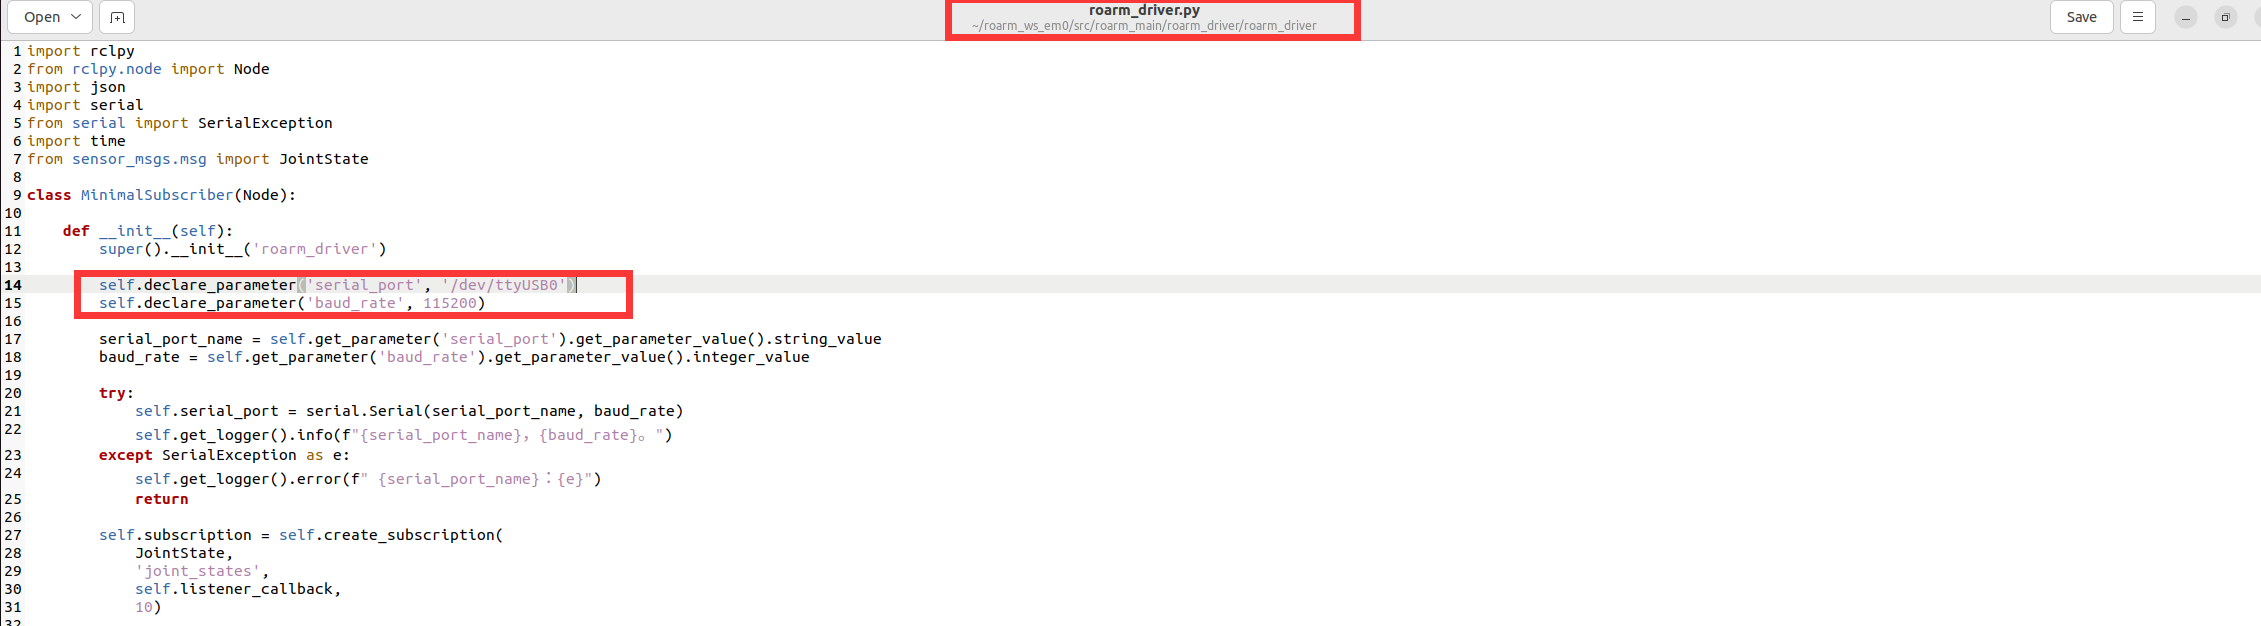 Open
roarm_driver.py
~/roarm_ws_em0/src/roarm_main/roarm_driver/roarm_driver
Save
1 import rclpy
2 from rclpy.node import Node
3 import json
4 import serial
5 from serial import SerialException
6 import time
7 from sensor_msgs.msg import JointState
8
9 class MinimalSubscriber(Node):
10
11     def __init__(self):
12         super().__init__('roarm_driver')
13
14         self.declare_parameter('serial_port', '/dev/ttyUSB0')
15         self.declare_parameter('baud_rate', 115200)
16
17         serial_port_name = self.get_parameter('serial_port').get_parameter_value().string_value
18         baud_rate = self.get_parameter('baud_rate').get_parameter_value().integer_value
19
20         try:
21             self.serial_port = serial.Serial(serial_port_name, baud_rate)
22             self.get_logger().info(f"{serial_port_name}，{baud_rate}。")
23         except SerialException as e:
24             self.get_logger().error(f" {serial_port_name}：{e}")
25             return
26
27         self.subscription = self.create_subscription(
28             JointState,
29             'joint_states',
30             self.listener_callback,
31             10)
32